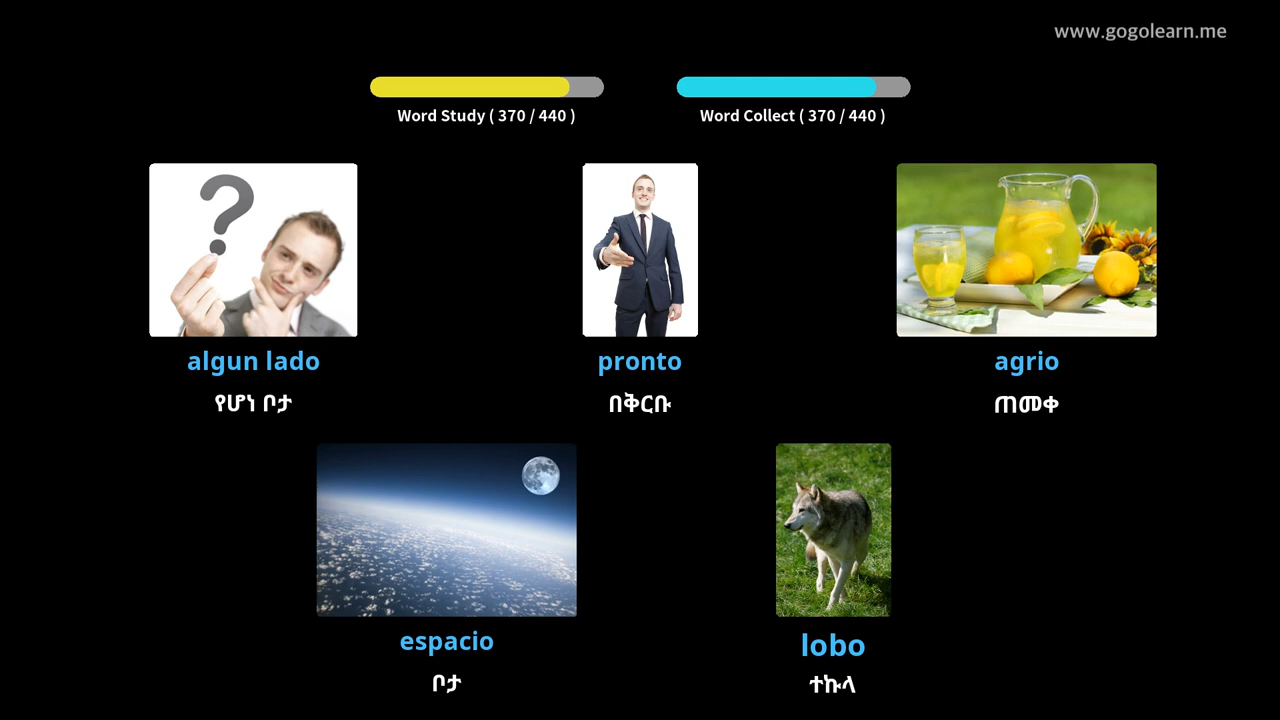 www.gogolearn.me
Word Study ( 370 / 440 )
Word Collect ( 370 / 440 )
algun lado
የሆነ ቦታ
pronto
በቅርቡ
agrio
ጠመቀ
espacio
ቦታ
lobo
ተኩላ